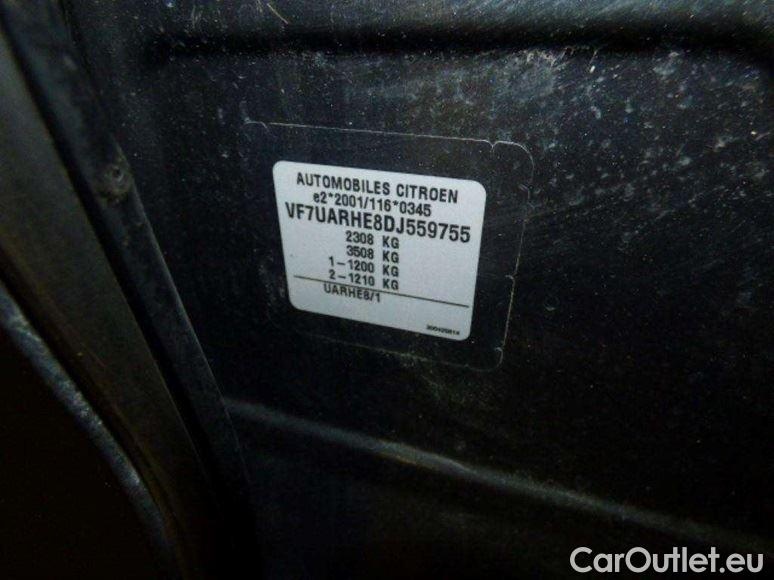 AUTOMOBILES CITROEN
e2*2001/116*0345
VF7UARHE8DJ559755
2308 KG
3508 KG
1-1200 KG
2-1210 KG
UARHE8/1
CarOutlet.eu